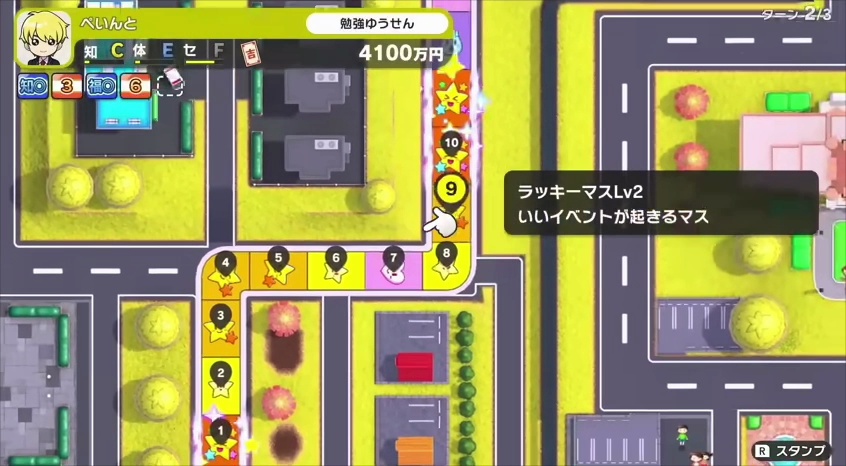 ぺいんと
勉強ゆうせん
ターン 2/3
知 C 体 E セ F 吉
4100万円
知 3 福 6
10
9
ラッキーマスLv2
いいイベントが起きるマス
4 5 6 7 8
3
2
1
R スタンプ